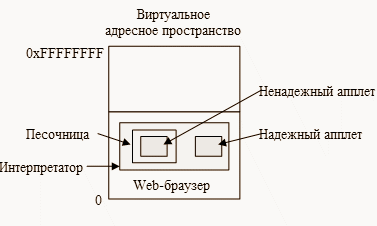 Виртуальное
адресное пространство
0xFFFFFFFF
Ненадежный апплет
Песочница
Надежный апплет
Интерпретатор
Web-браузер
0